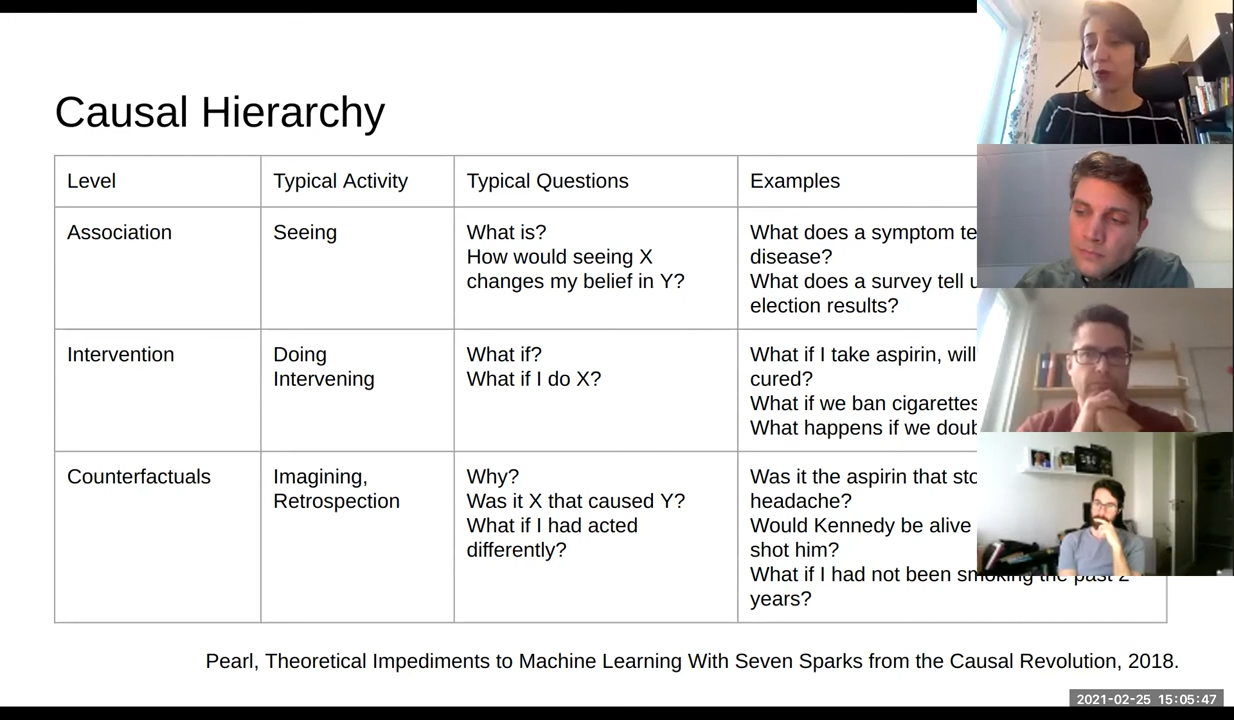 Causal Hierarchy
Level
Typical Activity
Typical Questions
Examples
Association
Seeing
What is?
How would seeing X
changes my belief in Y?
What does a symptom
disease?
What does a survey tell
election results?
Intervention
Doing
Intervening
What if?
What if I do X?
What if I take aspirin, will
cured?
What if we ban cigarettes
What happens if we
Counterfactuals
Imagining,
Retrospection
Why?
Was it X that caused Y?
What if I had acted
differently?
Was it the aspirin that
headache?
Would Kennedy be alive
shot him?
What if I had not been smoking the past 2
years?
Pearl, Theoretical Impediments to Machine Learning With Seven Sparks from the Causal Revolution, 2018.
2021-02-25 15:05:47